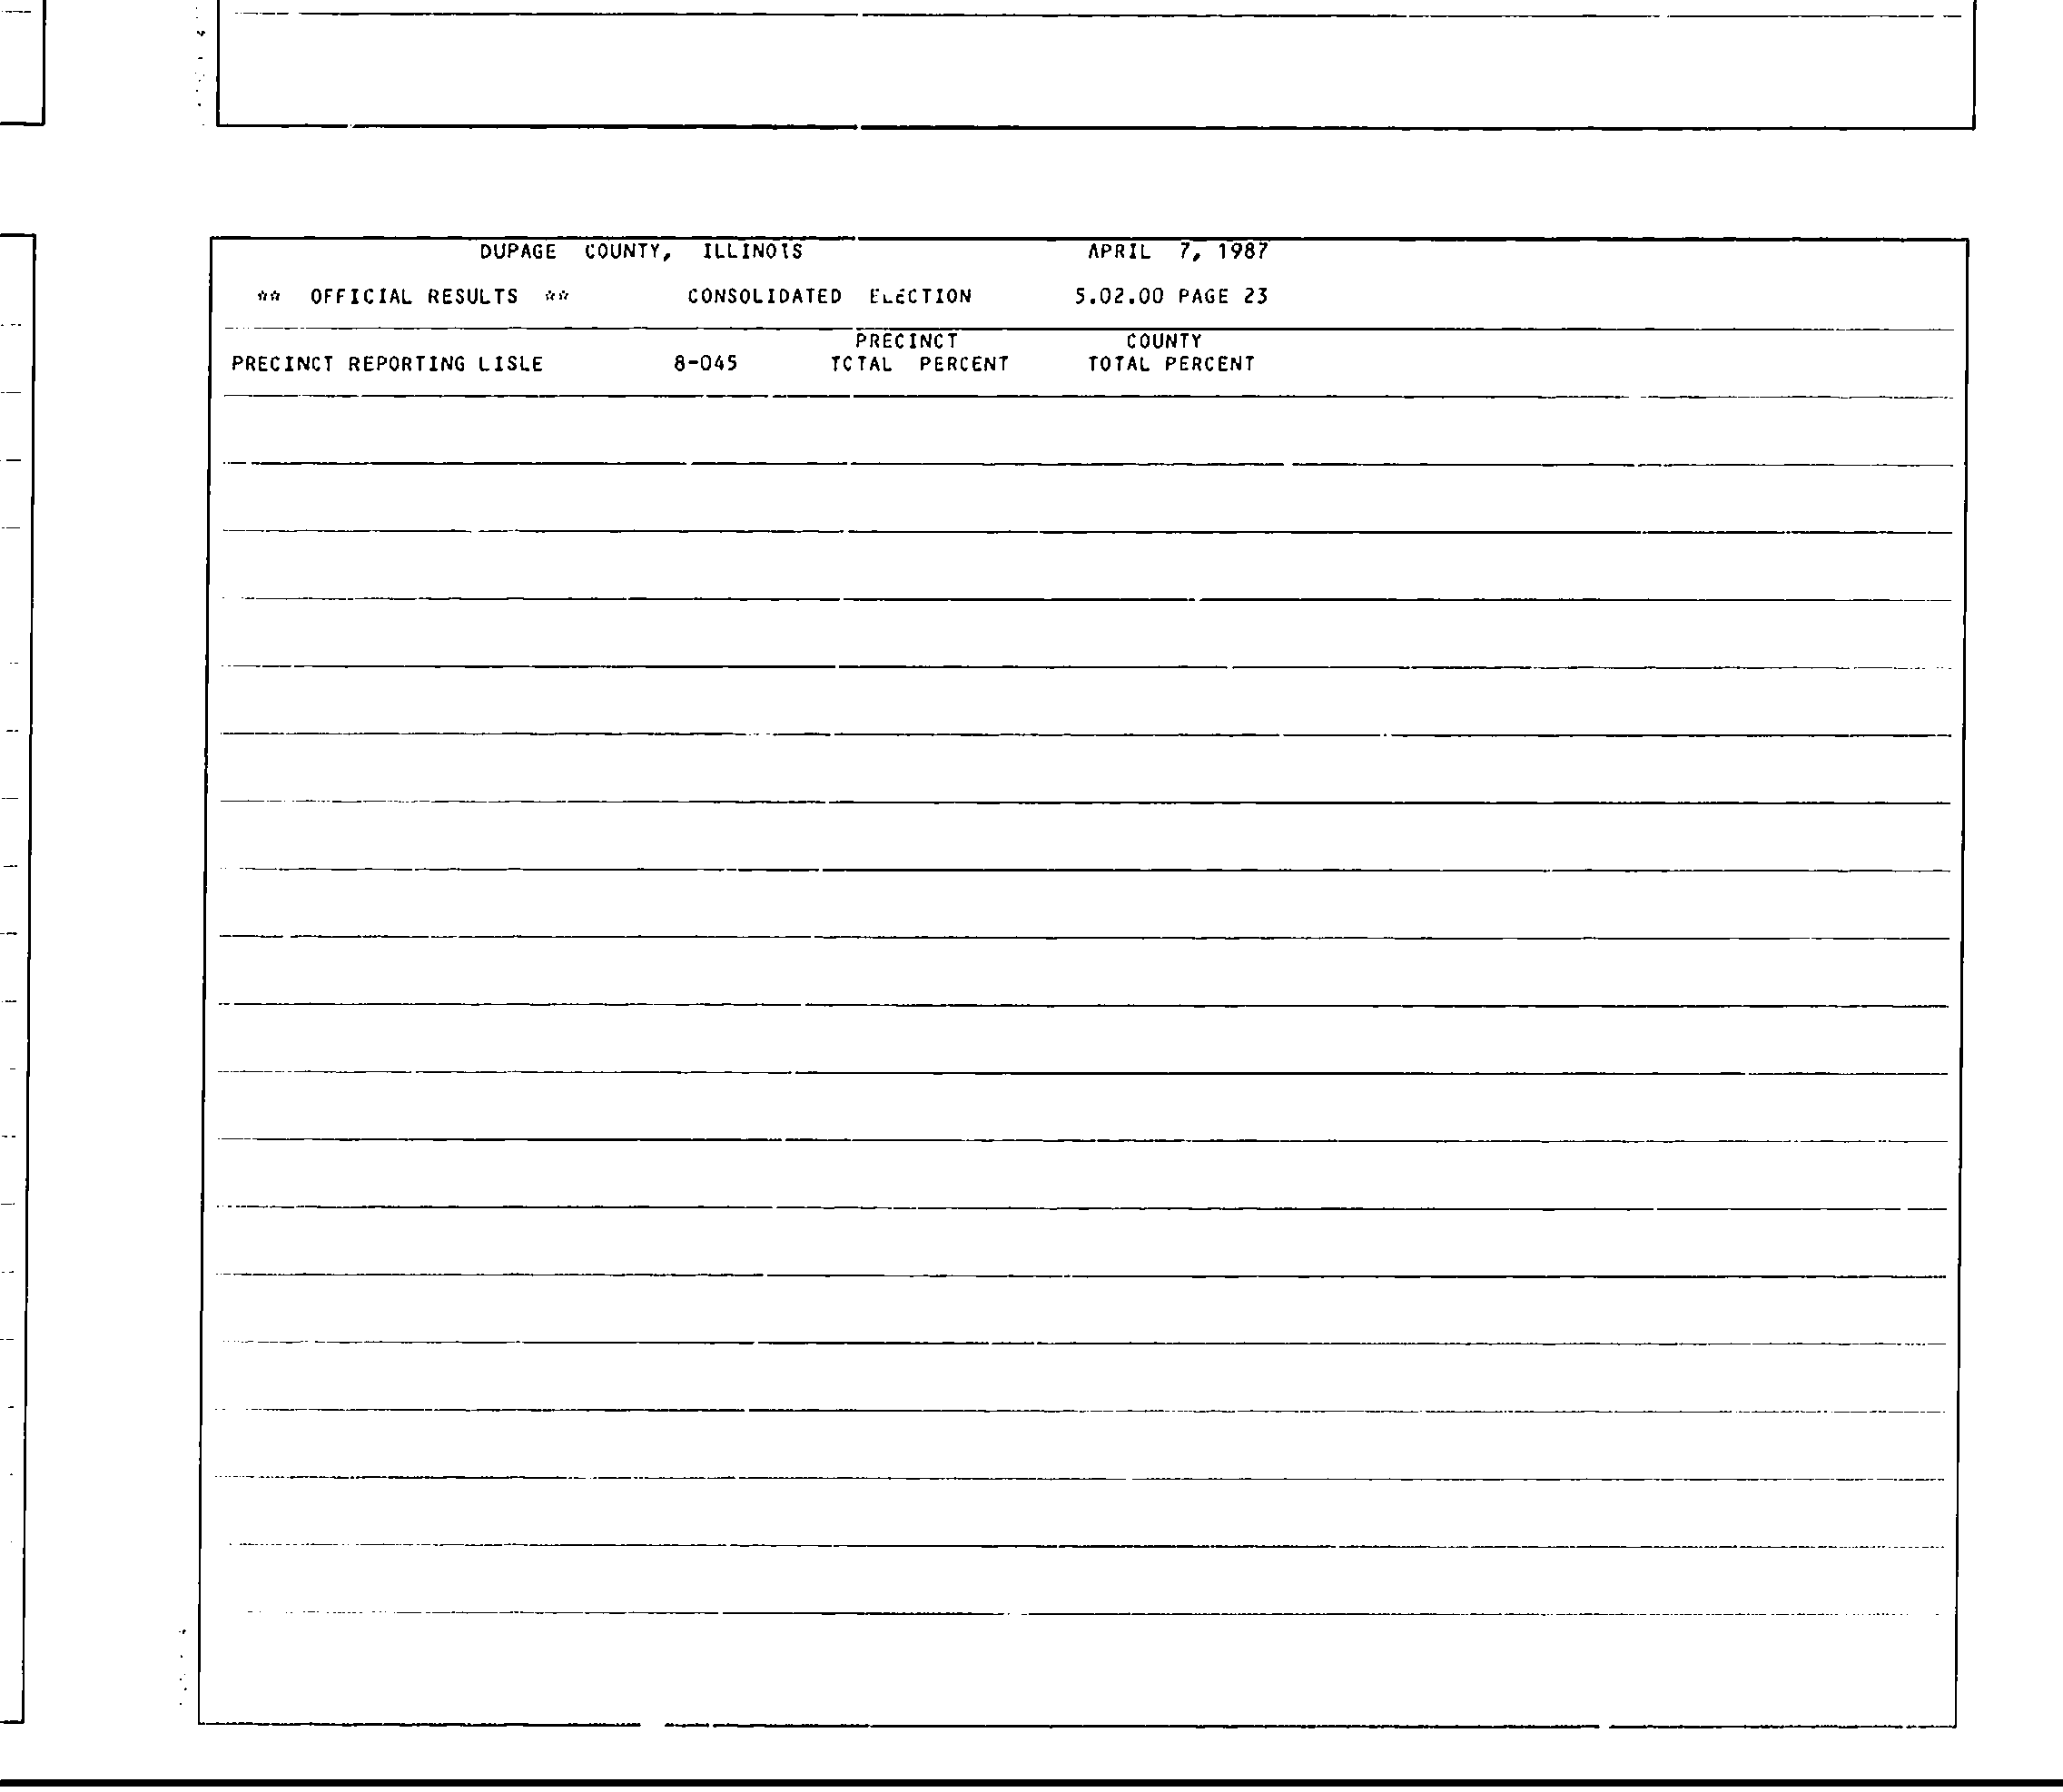 DUPAGE COUNTY, ILLINOIS APRIL 7, 1987
** OFFICIAL RESULTS ** CONSOLIDATED ELECTION 5.02.00 PAGE 23
PRECINCT COUNTY
PRECINCT REPORTING LISLE 8-045 TOTAL PERCENT TOTAL PERCENT